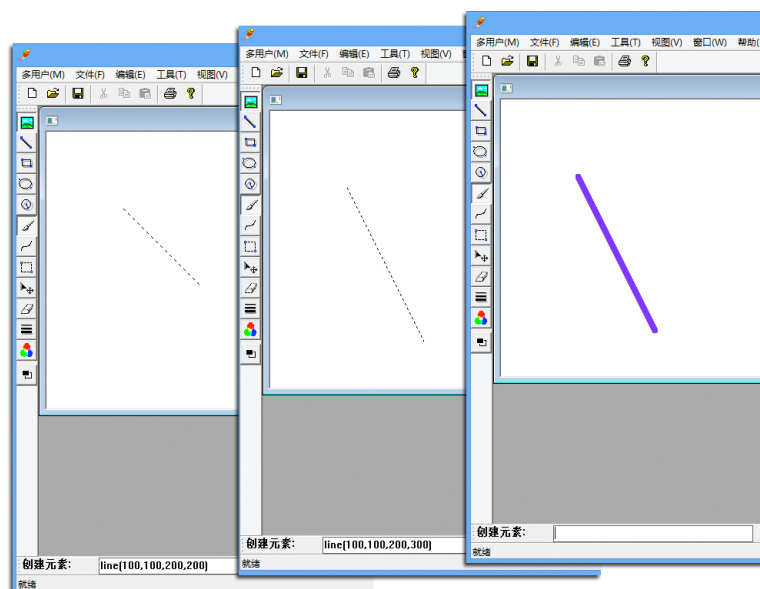 多用户(M) 文件(F) 编辑(E) 工具(T) 视图(V)
创建元素: line(100,100,200,200)
就绪
多用户(M) 文件(F) 编辑(E) 工具(T) 视图(V)
创建元素: line(100,100,200,300)
就绪
多用户(M) 文件(F) 编辑(E) 工具(T) 视图(V) 窗口(W) 帮助(
创建元素:
就绪